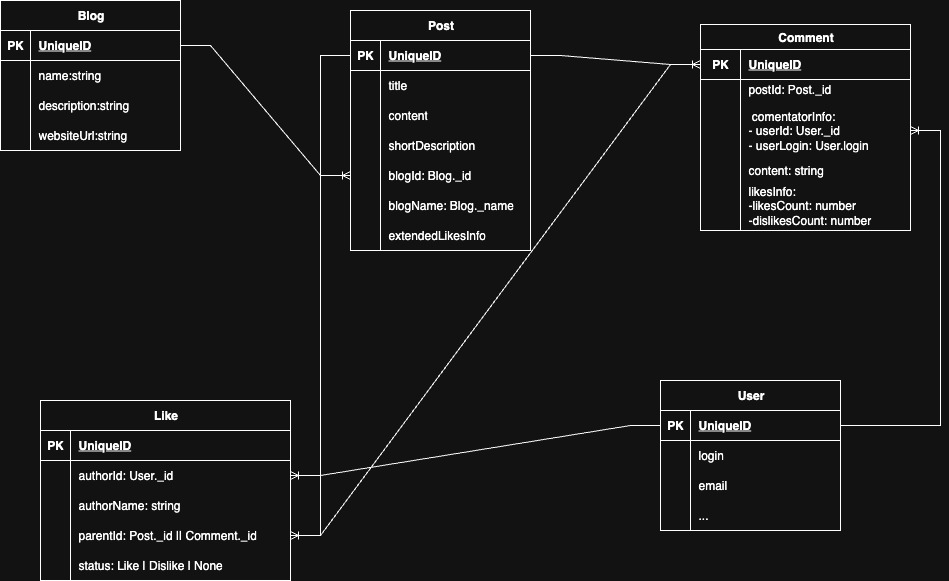 Blog
PK UniqueID
name:string
description:string
websiteUrl:string
Post
PK UniqueID
title
content
shortDescription
blogId: Blog._id
blogName: Blog._name
extendedLikesInfo
Comment
PK UniqueID
postId: Post._id
comentatorInfo:
- userId: User._id
- userLogin: User.login
content: string
likesInfo:
-likesCount: number
-dislikesCount: number
Like
PK UniqueID
authorId: User._id
authorName: string
parentId: Post._id || Comment._id
status: Like | Dislike | None
User
PK UniqueID
login
email
...